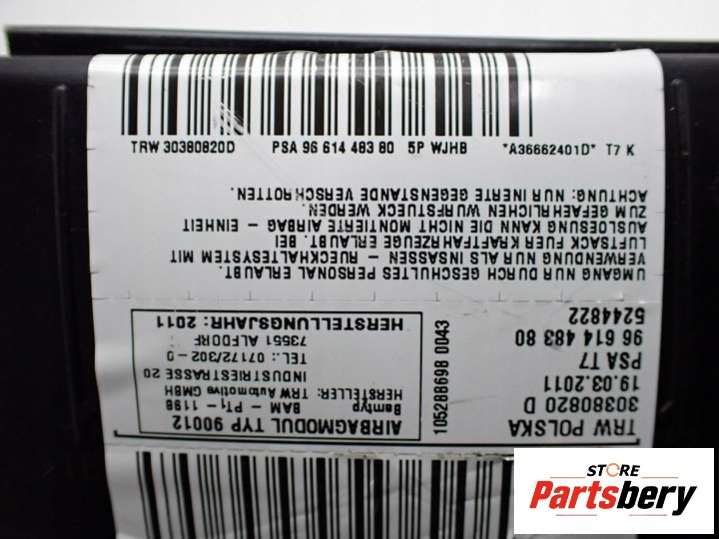 TRW 30380820D PSA 96 614 483 80 5P WJHB *A36662401D* T7 K
UMGANG NUR DURCH GESCHULTES PERSONAL ERLAUBT.
VERWENDUNG NUR ALS INSASSEN - RUECKHALTESYSTEM MIT
LUFTSACK FUER KRAFTFAHRZEUGE ERLAUBT. BEI
AUSLOESUNG KANN DIE NICHT MONTIERTE AIRBAG - EINHEIT
ZUM GEFAEHRLICHEN WURFSTUECK WERDEN.
ACHTUNG: NUR INERTE GEGENSTANDE VERSCHROTTEN.
TRW POLSKA
30380820 D
19.03.2011
PSA T7
96 614 483 80
5244822
105288698 0043
AIRBAGMODUL TYP 90012
Bamtyp BAM - PT1 - 1198
HERSTELLER: TRW Automotive GMBH
INDUSTRIESTRASSE 20
TEL.: 07172/302-0
73551 ALFDORF
HERSTELLUNGSJAHR: 2011
STORE
Partsbery